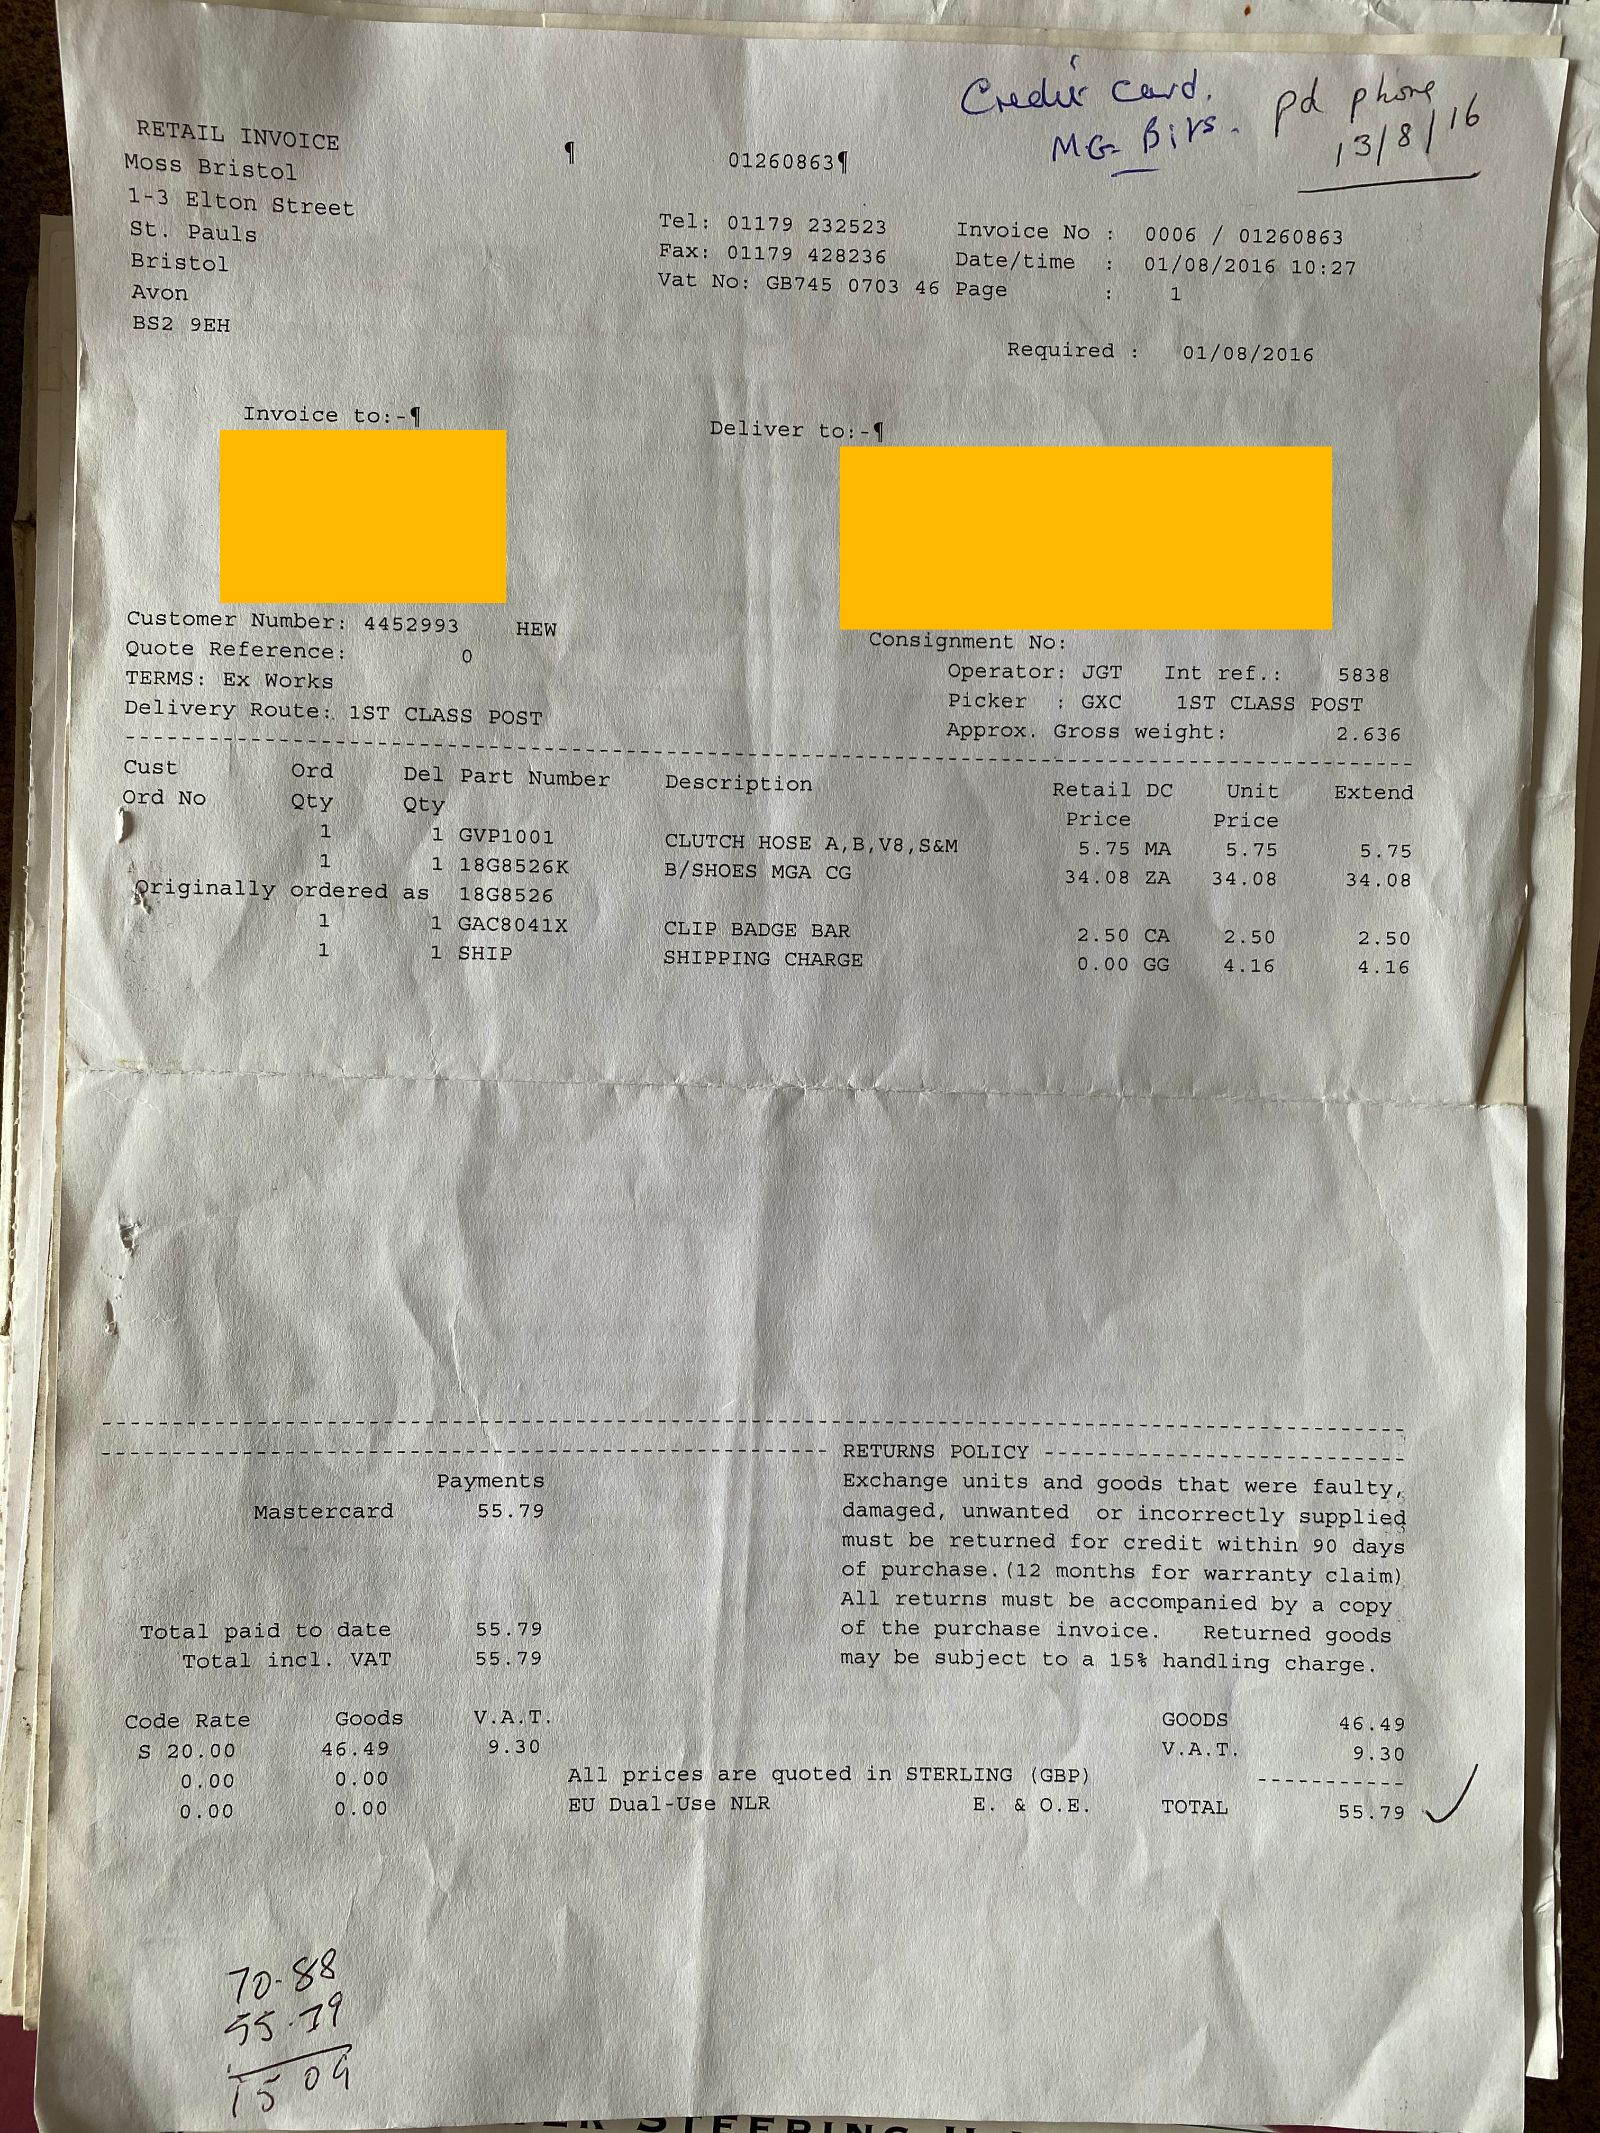 Credit Card. pd phone
MG Bits. 13/8/16
RETAIL INVOICE ¶ 01260863¶
Moss Bristol
1-3 Elton Street
St. Pauls
Bristol
Avon
BS2 9EH
Tel: 01179 232523
Fax: 01179 428236
Vat No: GB745 0703 46
Invoice No : 0006 / 01260863
Date/time : 01/08/2016 10:27
Page : 1
Required : 01/08/2016
Invoice to:-¶
Deliver to:-¶
Customer Number: 4452993 HEW
Quote Reference: 0
TERMS: Ex Works
Delivery Route: 1ST CLASS POST
Consignment No:
Operator: JGT Int ref.: 5838
Picker : GXC 1ST CLASS POST
Approx. Gross weight: 2.636
Cust Ord Del Part Number Description Retail DC Unit Extend
Ord No Qty Qty Price Price
1 1 GVP1001 CLUTCH HOSE A,B,V8,S&M 5.75 MA 5.75 5.75
1 1 18G8526K B/SHOES MGA CG 34.08 ZA 34.08 34.08
Originally ordered as 18G8526
1 1 GAC8041X CLIP BADGE BAR 2.50 CA 2.50 2.50
1 1 SHIP SHIPPING CHARGE 0.00 GG 4.16 4.16
RETURNS POLICY
Exchange units and goods that were faulty,
damaged, unwanted or incorrectly supplied
must be returned for credit within 90 days
of purchase.(12 months for warranty claim)
All returns must be accompanied by a copy
of the purchase invoice. Returned goods
may be subject to a 15% handling charge.
Payments
Mastercard 55.79
Total paid to date 55.79
Total incl. VAT 55.79
Code Rate Goods V.A.T.
S 20.00 46.49 9.30
0.00 0.00
0.00 0.00
All prices are quoted in STERLING (GBP)
EU Dual-Use NLR E. & O.E.
GOODS 46.49
V.A.T. 9.30
TOTAL 55.79
70.88
55.79
15 09
STEERING